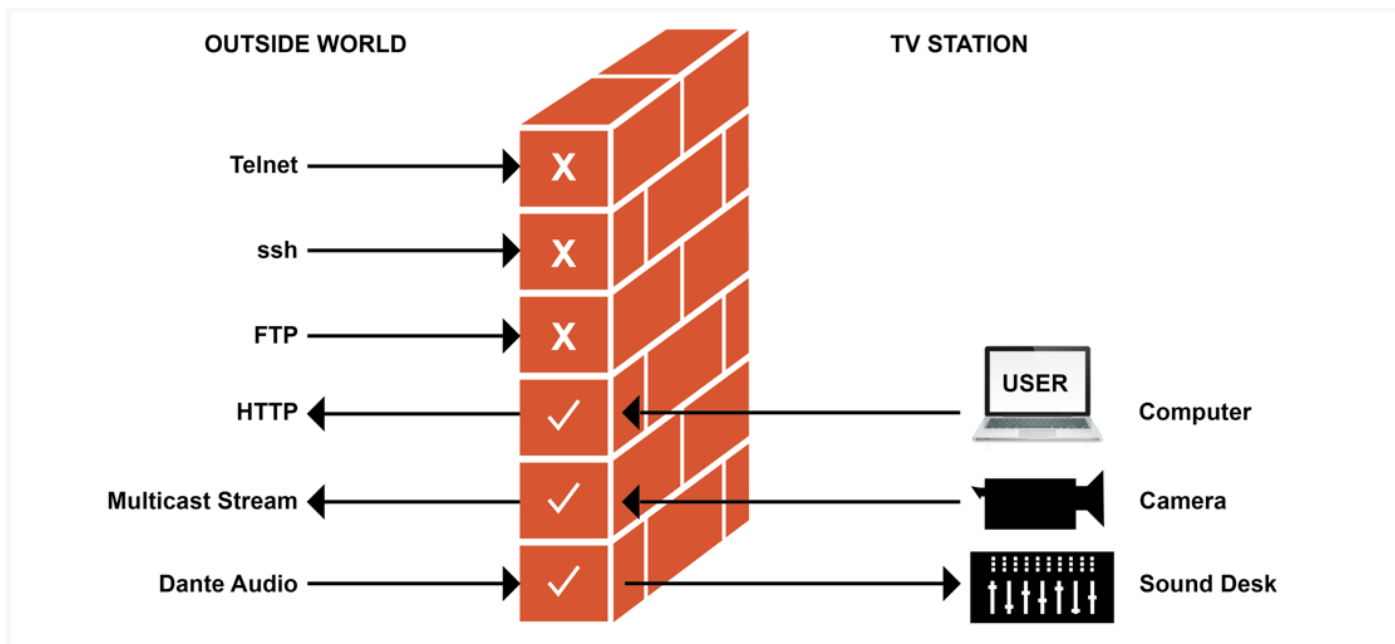 OUTSIDE WORLD
TV STATION
Telnet
X
ssh
X
FTP
X
HTTP
✓
USER
Computer
Multicast Stream
✓
Camera
Dante Audio
✓
Sound Desk